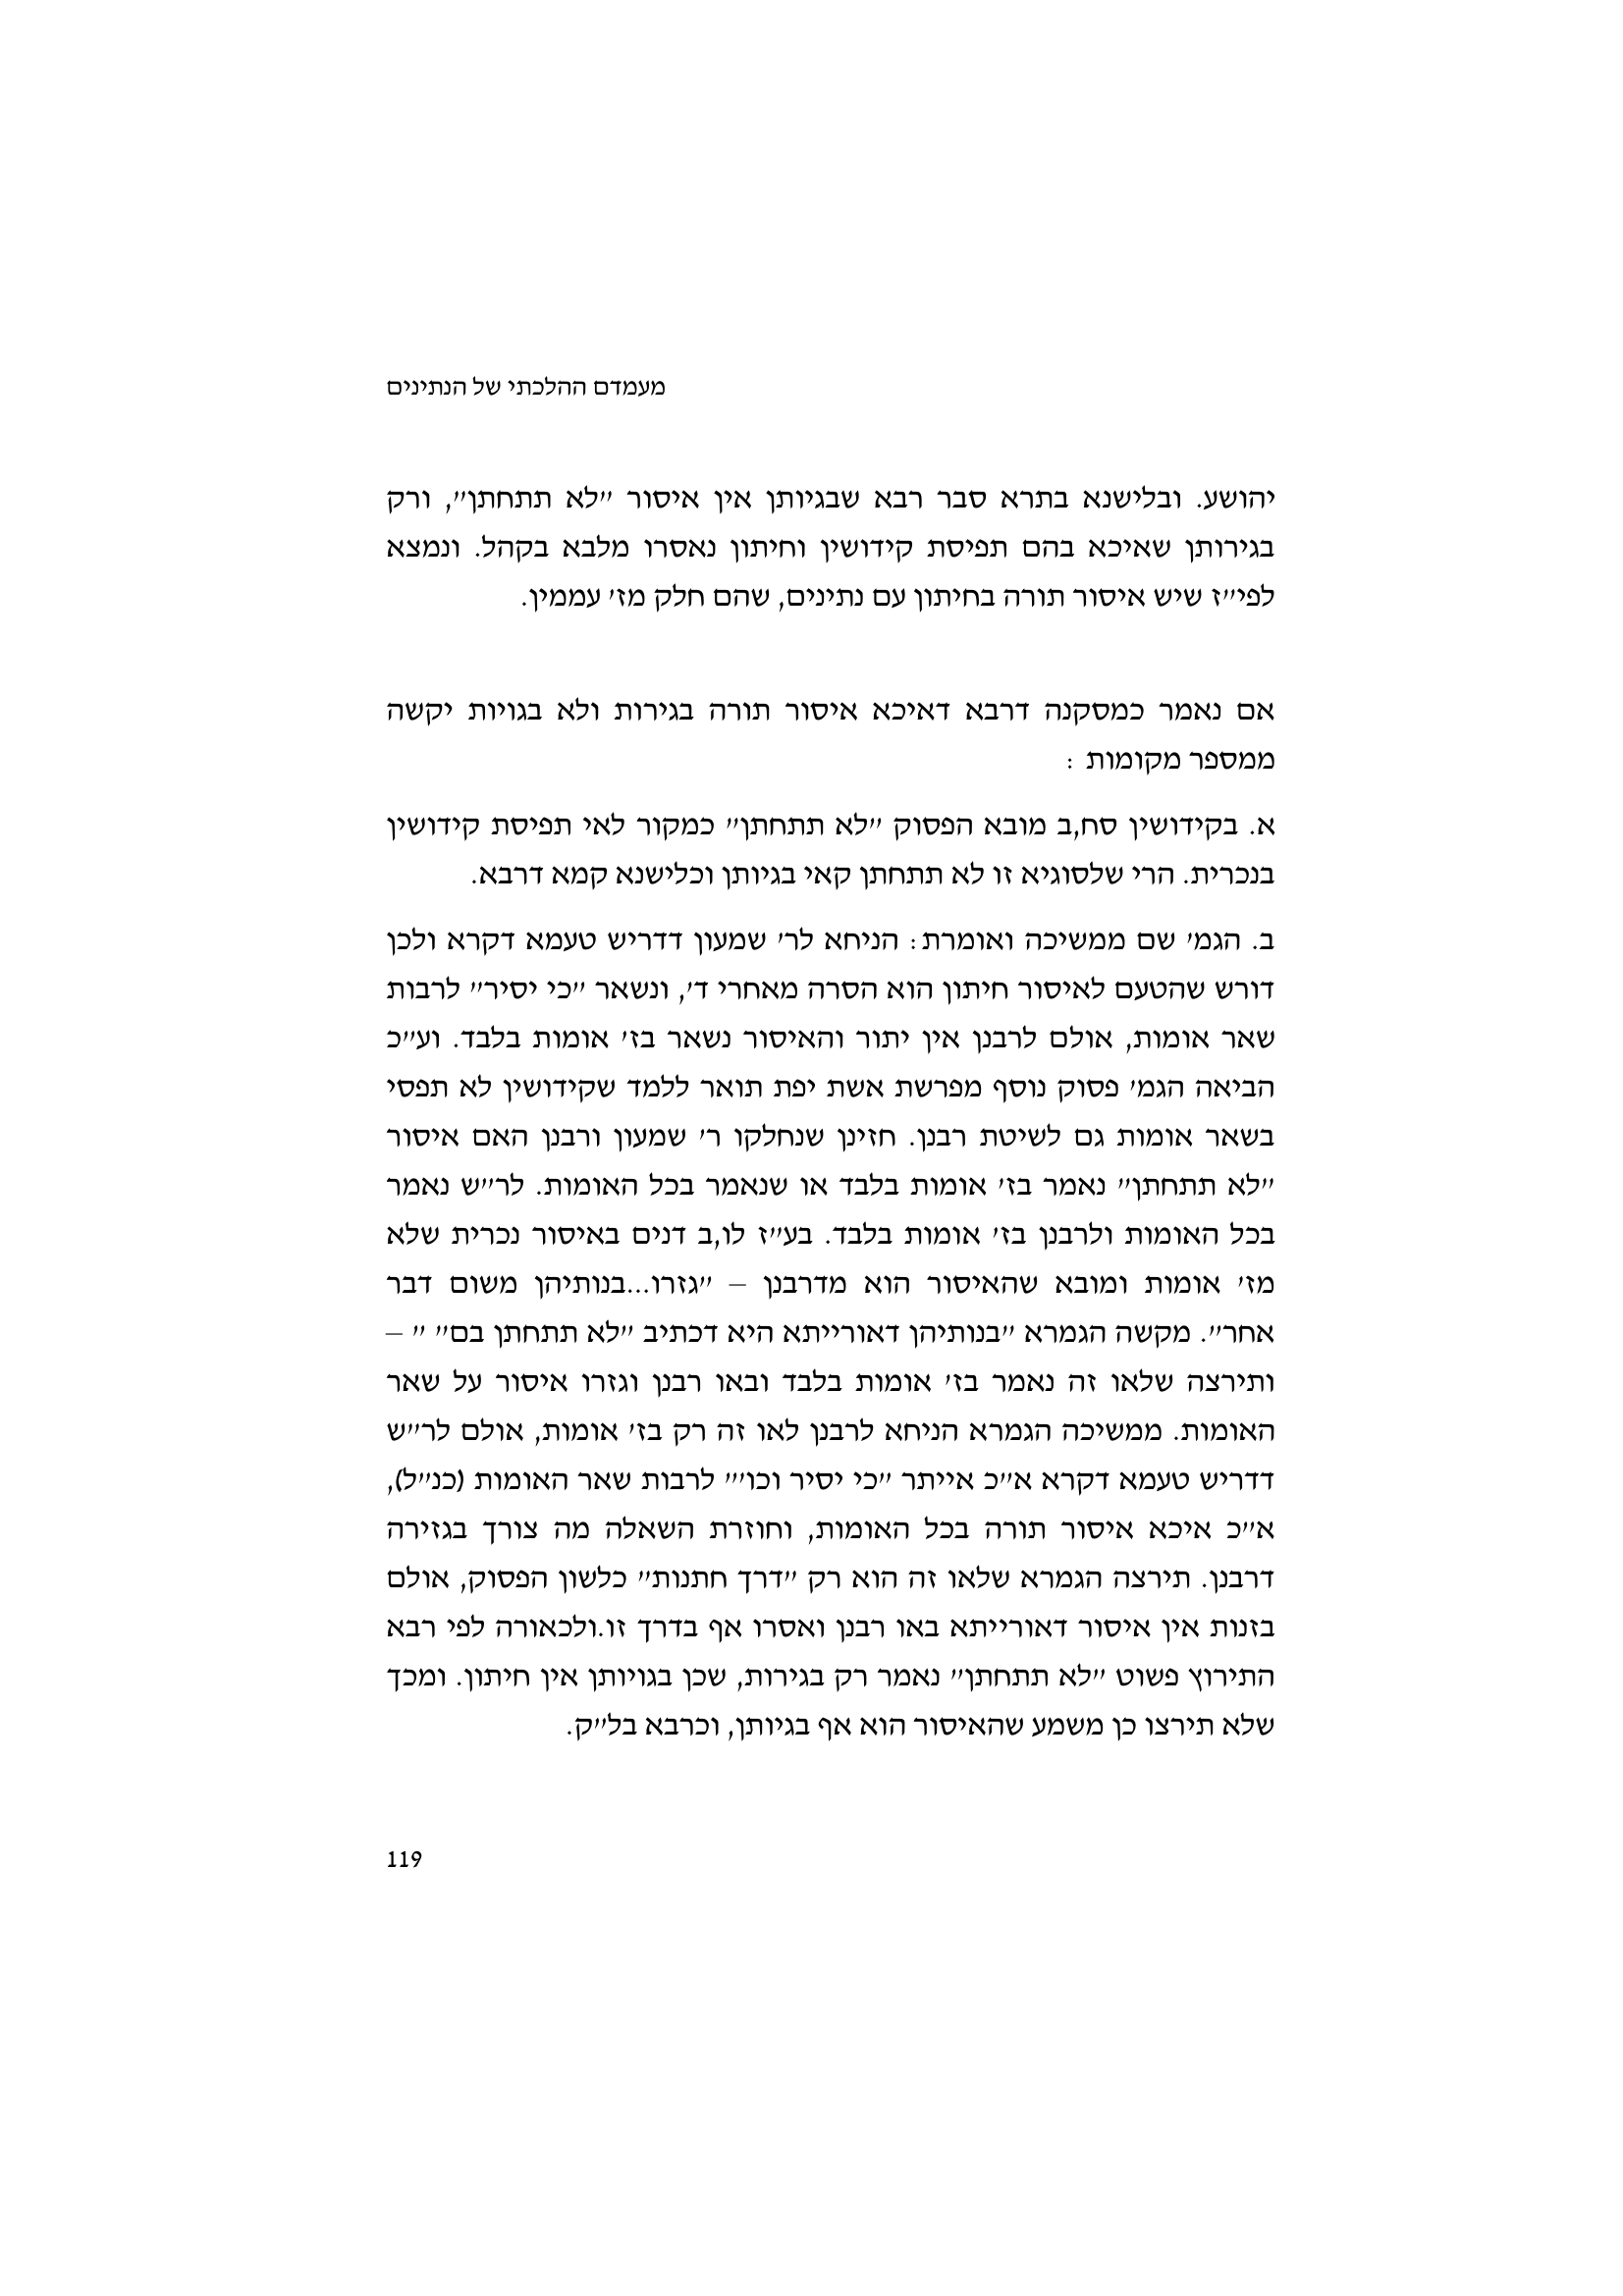 מעמדם ההלכתי של הנתינים
יהושע. ובלישנא בתרא סבר רבא שבגיותן אין איסור "לא תתחתן", ורק
בגירותן שאיכא בהם תפיסת קידושין וחיתון נאסרו מלבא בקהל. ונמצא
לפי"ז שיש איסור תורה בחיתון עם נתינים, שהם חלק מז' עממין.
אם נאמר כמסקנה דרבא דאיכא איסור תורה בגירות ולא בגויות יקשה
ממספר מקומות :
א. בקידושין סח,ב מובא הפסוק "לא תתחתן" כמקור לאי תפיסת קידושין
בנכרית. הרי שלסוגיא זו לא תתחתן קאי בגיותן וכלישנא קמא דרבא.
ב. הגמ' שם ממשיכה ואומרת: הניחא לר' שמעון דדריש טעמא דקרא ולכן
דורש שהטעם לאיסור חיתון הוא הסרה מאחרי ד', ונשאר "כי יסיר" לרבות
שאר אומות, אולם לרבנן אין יתור והאיסור נשאר בז' אומות בלבד. וע"כ
הביאה הגמ' פסוק נוסף מפרשת אשת יפת תואר ללמד שקידושין לא תפסי
בשאר אומות גם לשיטת רבנן. חזינן שנחלקו ר' שמעון ורבנן האם איסור
"לא תתחתן" נאמר בז' אומות בלבד או שנאמר בכל האומות. לר"ש נאמר
בכל האומות ולרבנן בז' אומות בלבד. בע"ז לו,ב דנים באיסור נכרית שלא
מז' אומות ומובא שהאיסור הוא מדרבנן – "גזרו...בנותיהן משום דבר
אחר". מקשה הגמרא "בנותיהן דאורייתא היא דכתיב "לא תתחתן בם" " –
ותירצה שלאו זה נאמר בז' אומות בלבד ובאו רבנן וגזרו איסור על שאר
האומות. ממשיכה הגמרא הניחא לרבנן לאו זה רק בז' אומות, אולם לר"ש
דדריש טעמא דקרא א"כ אייתר "כי יסיר וכו'" לרבות שאר האומות (כנ"ל),
א"כ איכא איסור תורה בכל האומות, וחוזרת השאלה מה צורך בגזירה
דרבנן. תירצה הגמרא שלאו זה הוא רק "דרך חתנות" כלשון הפסוק, אולם
בזנות אין איסור דאורייתא באו רבנן ואסרו אף בדרך זו.ולכאורה לפי רבא
התירוץ פשוט "לא תתחתן" נאמר רק בגירות, שכן בגויותן אין חיתון. ומכך
שלא תירצו כן משמע שהאיסור הוא אף בגיותן, וכרבא בל"ק.
119